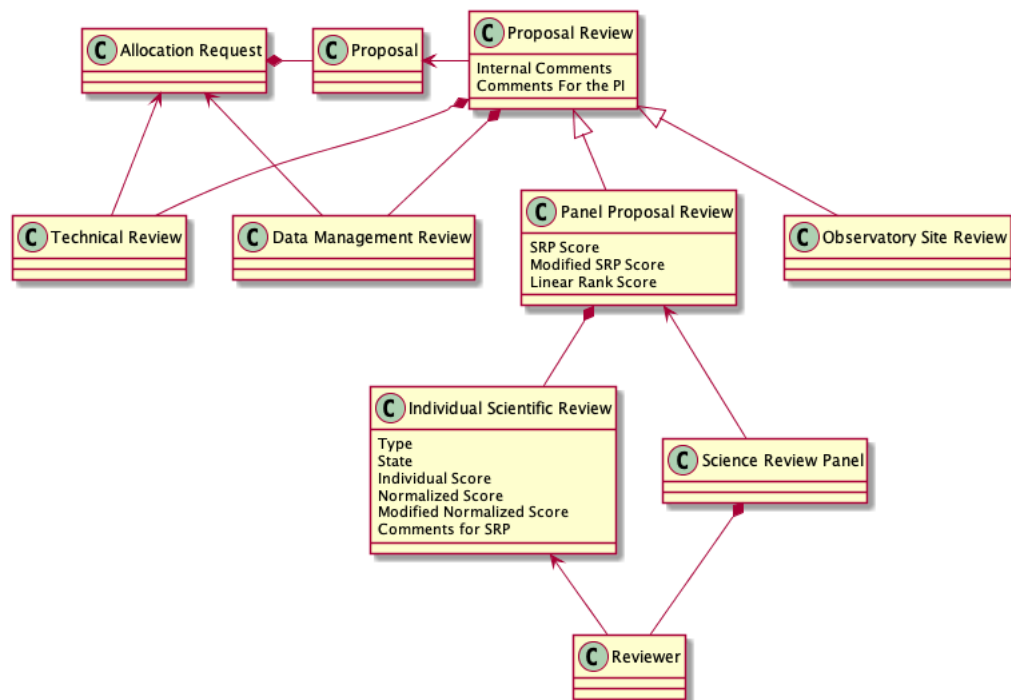 C Allocation Request
C Proposal
C Proposal Review
Internal Comments
Comments For the PI
C Technical Review
C Data Management Review
C Panel Proposal Review
SRP Score
Modified SRP Score
Linear Rank Score
C Observatory Site Review
C Individual Scientific Review
Type
State
Individual Score
Normalized Score
Modified Normalized Score
Comments for SRP
C Science Review Panel
C Reviewer